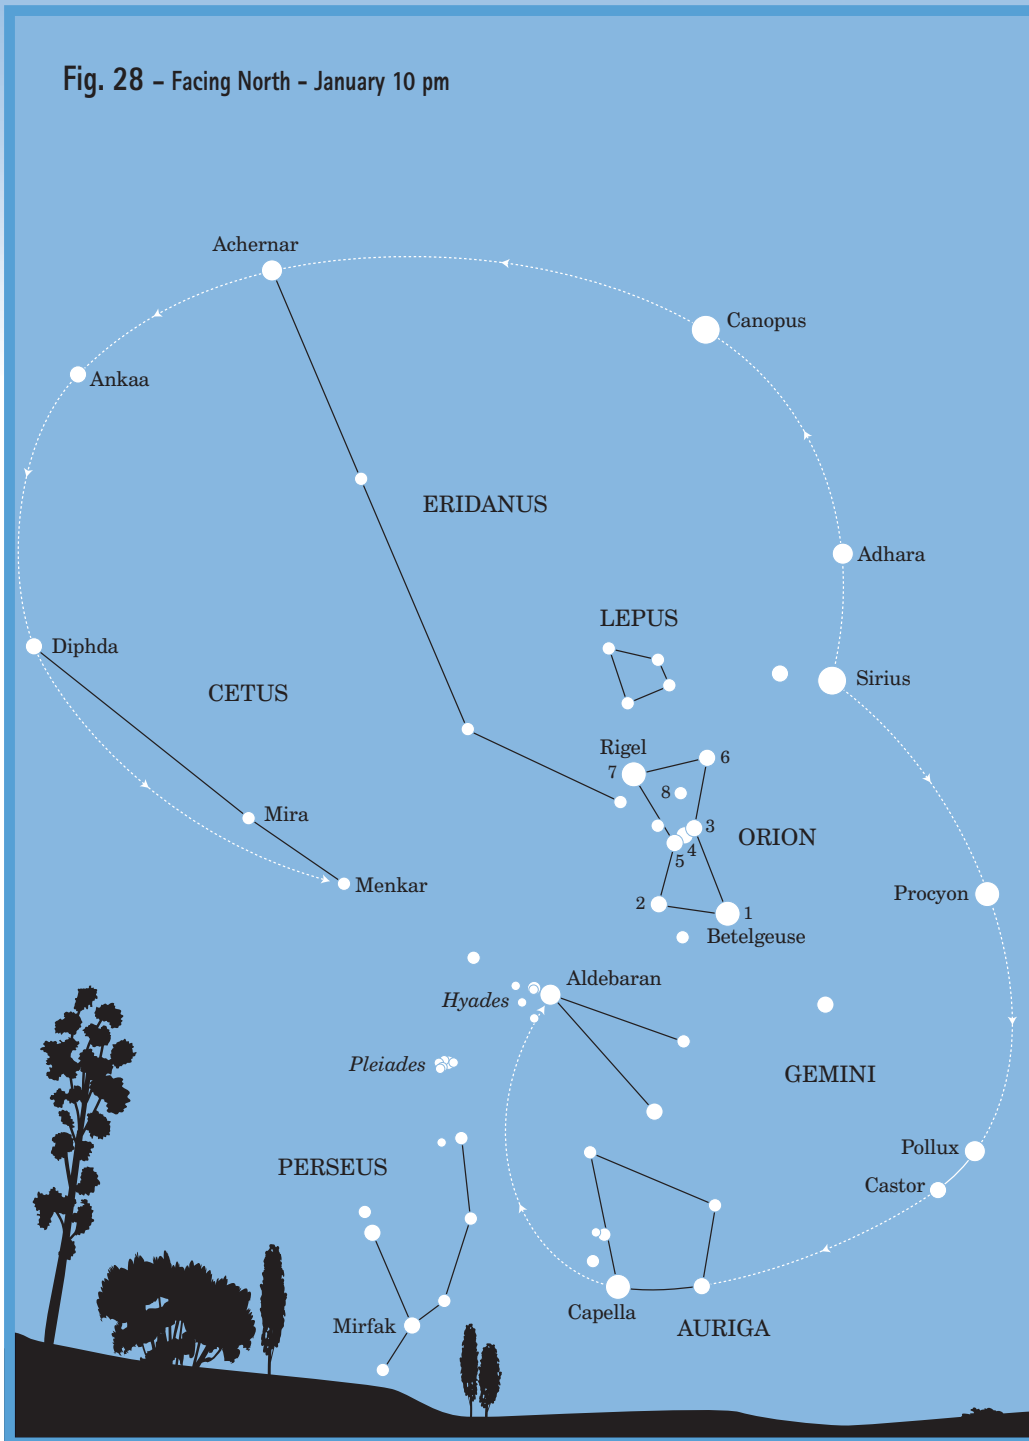 Fig. 28 – Facing North – January 10 pm
Achernar
Canopus
Ankaa
ERIDANUS
Adhara
LEPUS
Diphda
Sirius
CETUS
Rigel
7
6
8
Mira
3
ORION
4
5
Menkar
Procyon
2
1
Betelgeuse
Aldebaran
Hyades
Pleiades
GEMINI
Pollux
PERSEUS
Castor
Capella
Mirfak
AURIGA